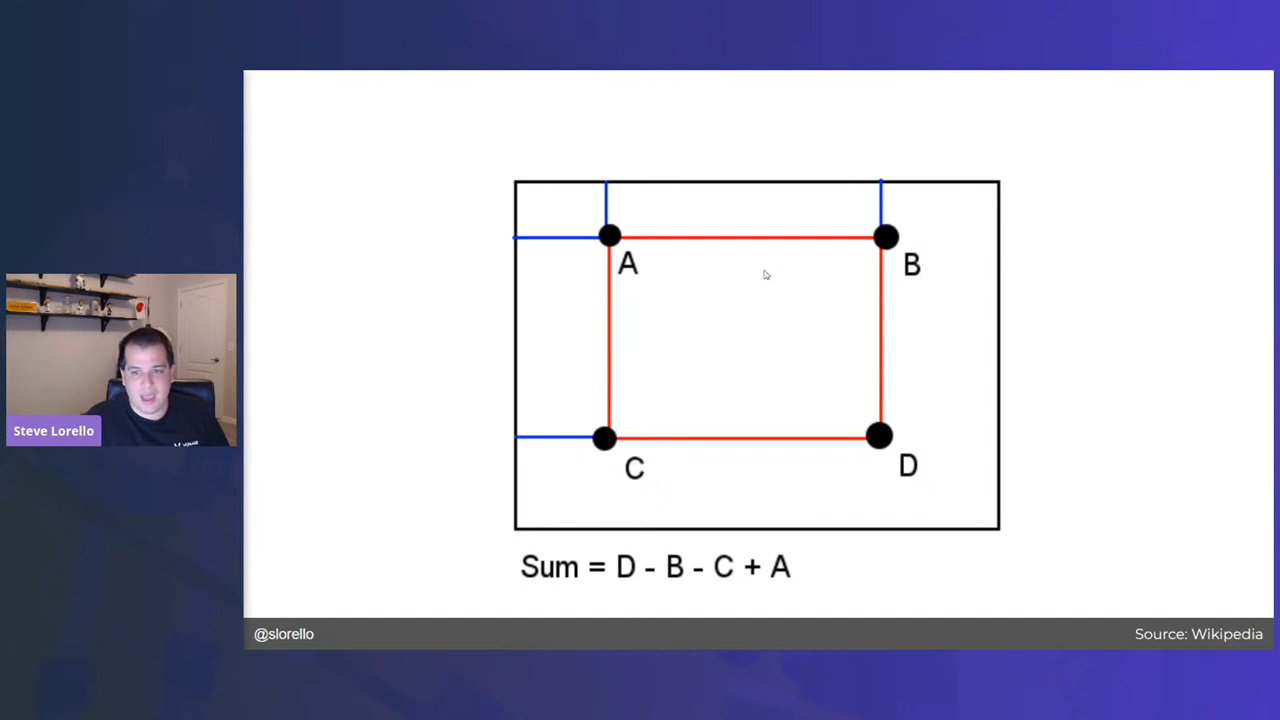 A
B
C
D
Sum = D - B - C + A
Steve Lorello
@slorello
Source: Wikipedia